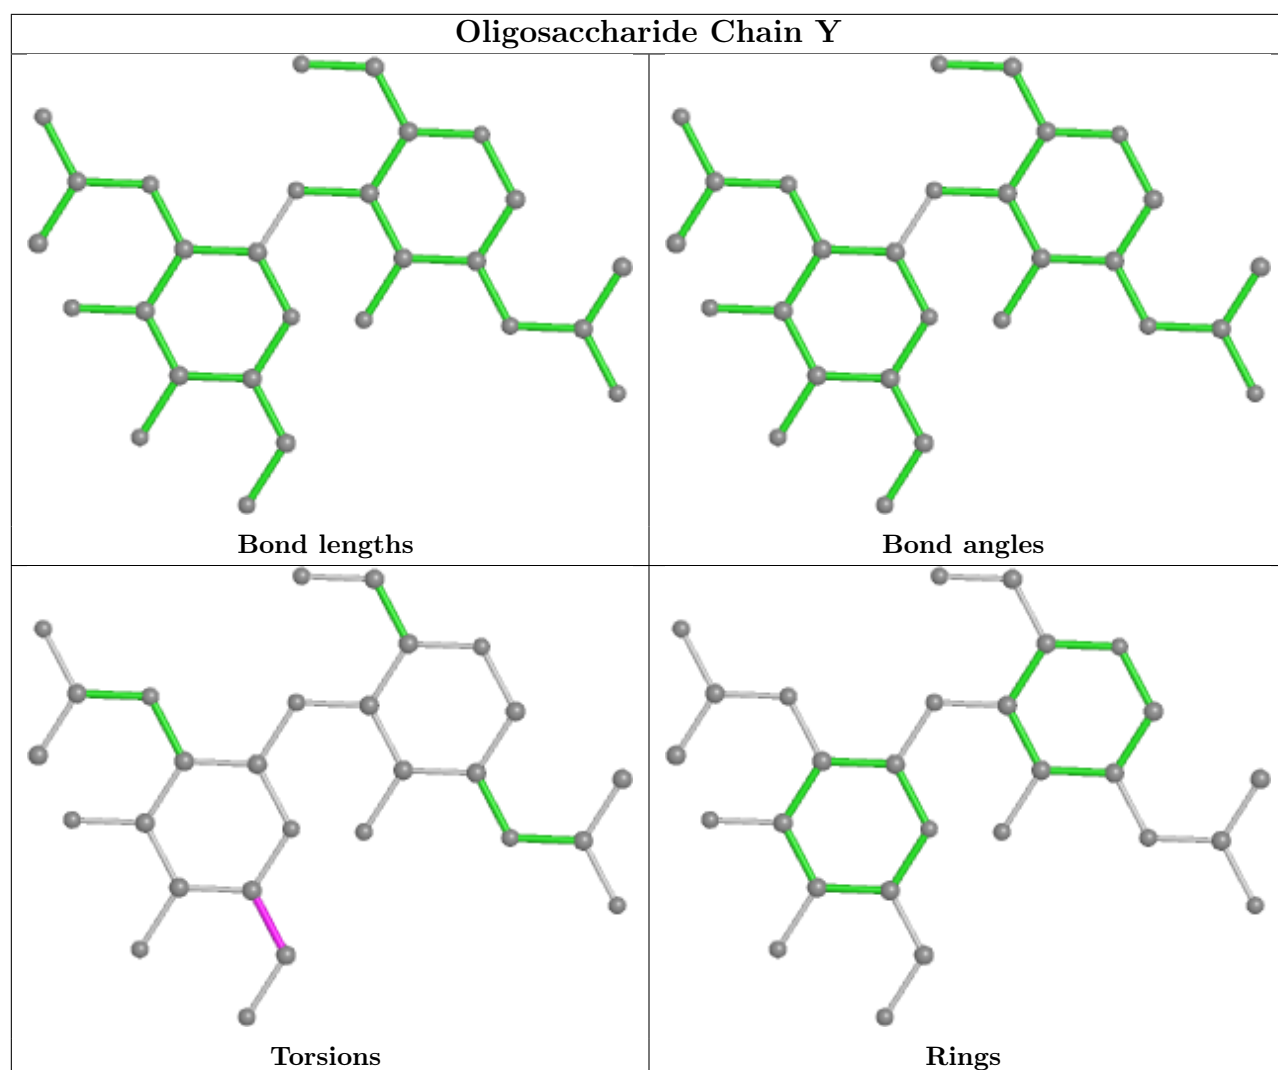 Oligosaccharide Chain Y
Bond lengths
Bond angles
Torsions
Rings